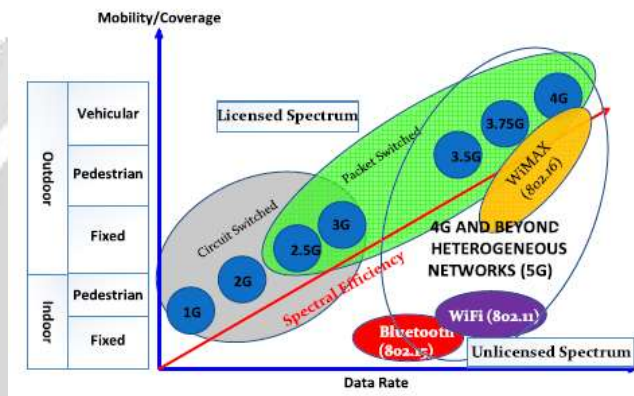 Mobility/Coverage
Outdoor
Indoor
Vehicular
Pedestrian
Fixed
Pedestrian
Fixed
Licensed Spectrum
Packet Switched
Circuit Switched
1G
2G
2.5G
3G
3.5G
3.75G
4G
WiMAX
(802.16)
Spectral Efficiency
4G AND BEYOND
HETEROGENEOUS
NETWORKS (5G)
WiFi (802.11)
Bluetooth
(802.15)
Unlicensed Spectrum
Data Rate